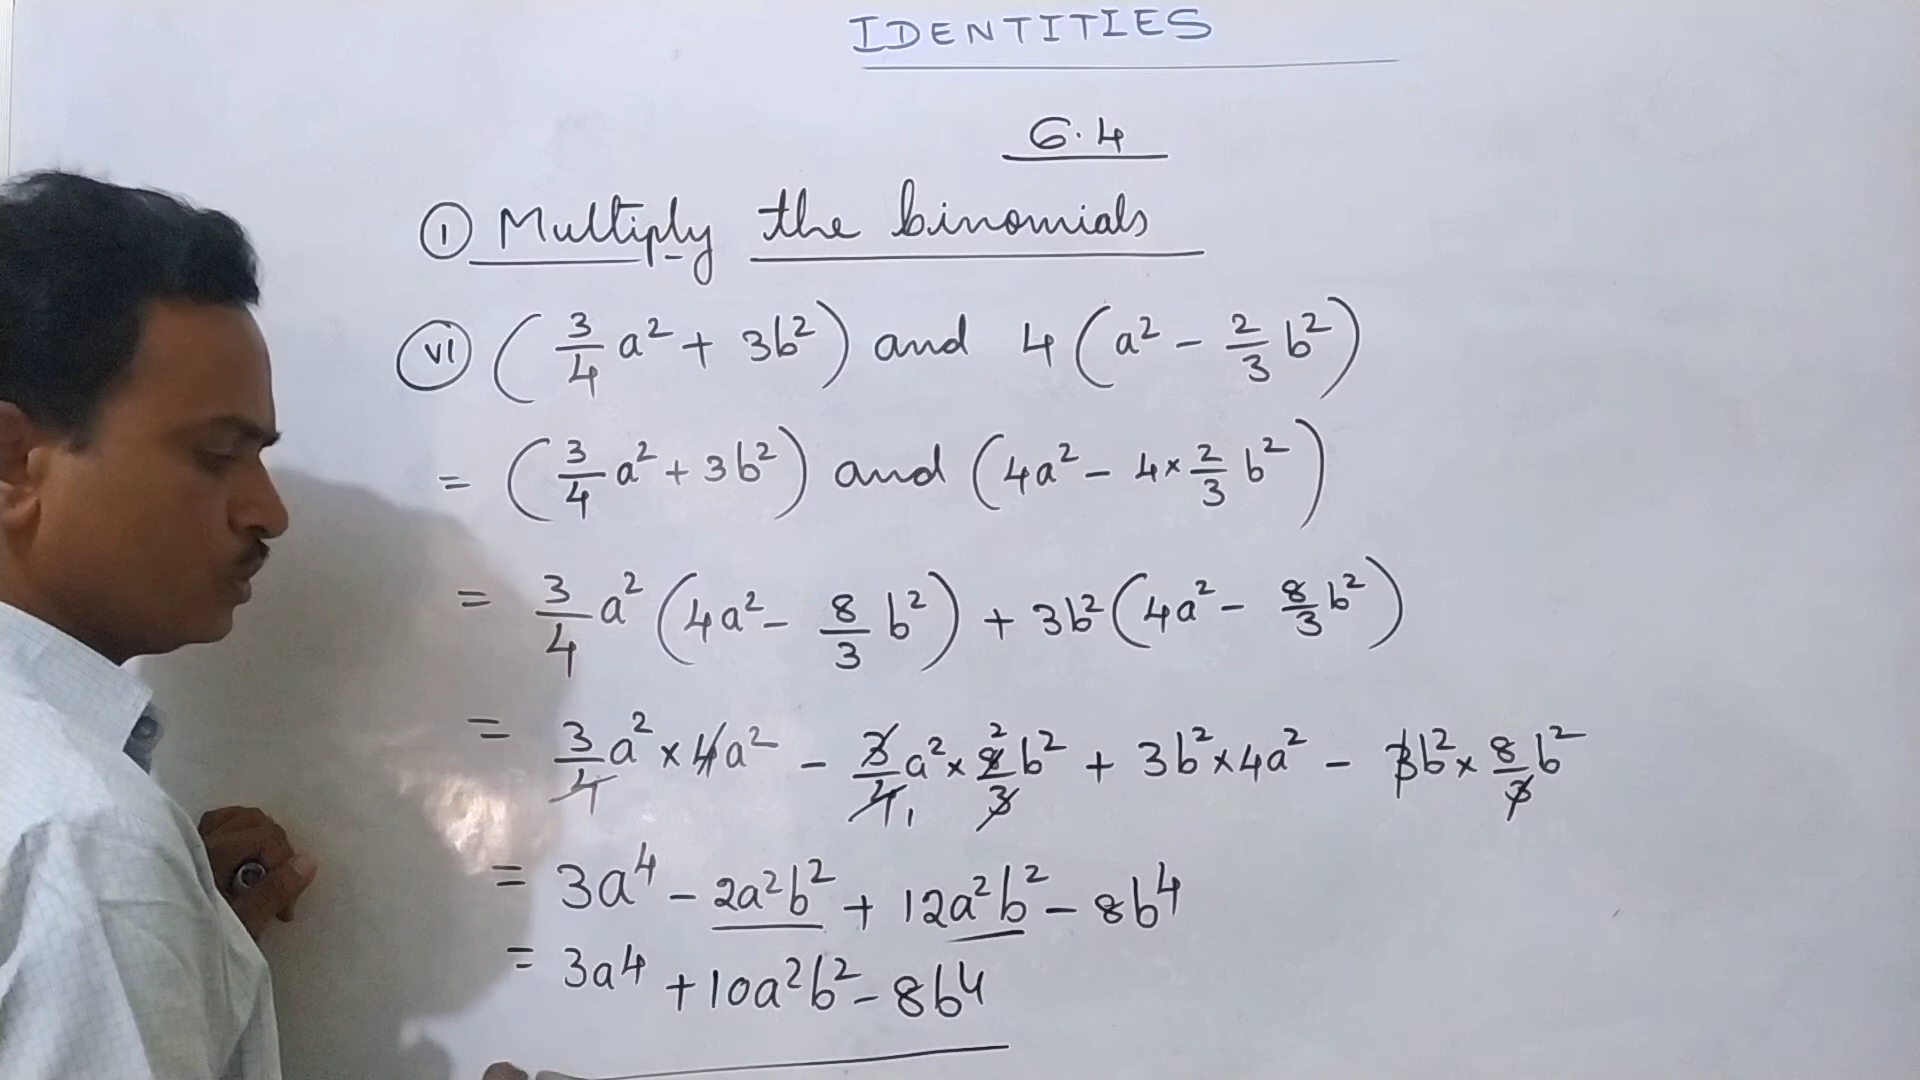 IDENTITIES
6.4
① Multiply the binomials
(vi) (3/4 a² + 3b²) and 4(a² - 2/3 b²)
= (3/4 a² + 3b²) and (4a² - 4 × 2/3 b²)
= 3/4 a² (4a² - 8/3 b²) + 3b² (4a² - 8/3 b²)
= 3/4 a² × 4a² - 3/4 a² × 8/3 b² + 3b² × 4a² - 3b² × 8/3 b²
= 3a⁴ - 2a²b² + 12a²b² - 8b⁴
= 3a⁴ + 10a²b² - 8b⁴